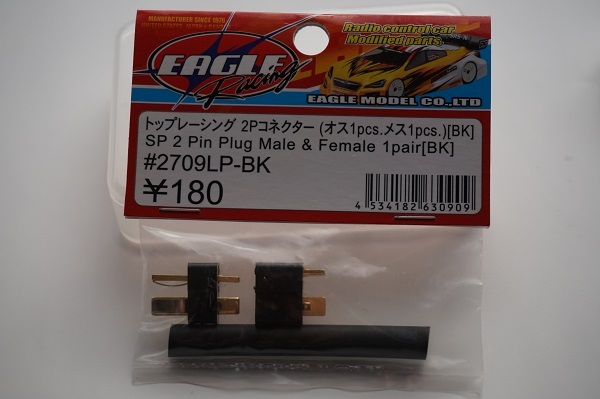 MANUFACTURER SINCE 1976
EAGLE
Racing
Radio control car
Modified parts
EAGLE MODEL CO.,LTD
トップレーシング 2Pコネクター (オス1pcs.メス1pcs.)[BK]
SP 2 Pin Plug Male & Female 1pair[BK]
#2709LP-BK
¥180
4 534182 630909